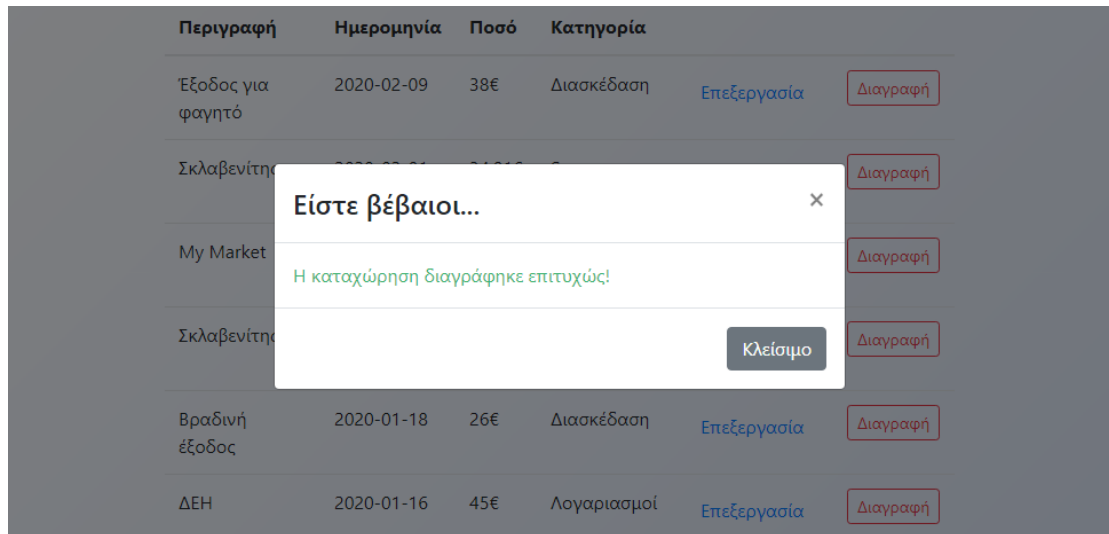 Περιγραφή Ημερομηνία Ποσό Κατηγορία
Έξοδος για 2020-02-09 38€ Διασκέδαση Επεξεργασία Διαγραφή
φαγητό
Σκλαβενίτης Διαγραφή
Είστε βέβαιοι... ×
My Market Διαγραφή
Η καταχώρηση διαγράφηκε επιτυχώς!
Σκλαβενίτης Διαγραφή
Κλείσιμο
Βραδινή 2020-01-18 26€ Διασκέδαση Επεξεργασία Διαγραφή
έξοδος
ΔΕΗ 2020-01-16 45€ Λογαριασμοί Επεξεργασία Διαγραφή